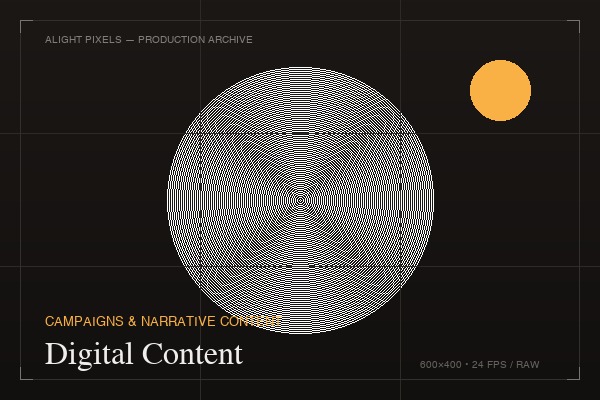 ALIGHT PIXELS — PRODUCTION ARCHIVE
CAMPAIGNS & NARRATIVE CONTENT
Digital Content
600×400 • 24 FPS / RAW